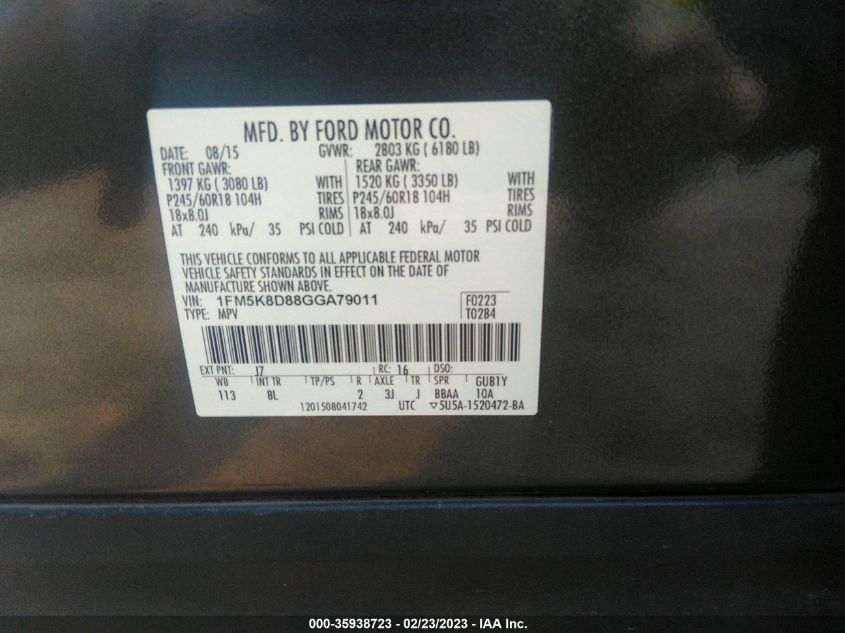 MFD. BY FORD MOTOR CO.
DATE: 08/15 GVWR: 2803 KG ( 6180 LB)
FRONT GAWR: REAR GAWR:
1397 KG ( 3080 LB) WITH 1520 KG ( 3350 LB) WITH
P245/60R18 104H TIRES P245/60R18 104H TIRES
18x8.0J RIMS 18x8.0J RIMS
AT 240 kPa/ 35 PSI COLD AT 240 kPa/ 35 PSI COLD
THIS VEHICLE CONFORMS TO ALL APPLICABLE FEDERAL MOTOR
VEHICLE SAFETY STANDARDS IN EFFECT ON THE DATE OF
MANUFACTURE SHOWN ABOVE.
VIN: 1FM5K8D88GGA79011 F0223
TYPE: MPV T0284
EXT PNT: J7 RC: 16 DSO:
WB INT TR TP/PS R AXLE TR SPR GUB1Y
113 8L 2 3J J BBAA 10A
1201508041742 UTC ▽5U5A-1520472-BA
000-35938723 - 02/23/2023 - IAA Inc.